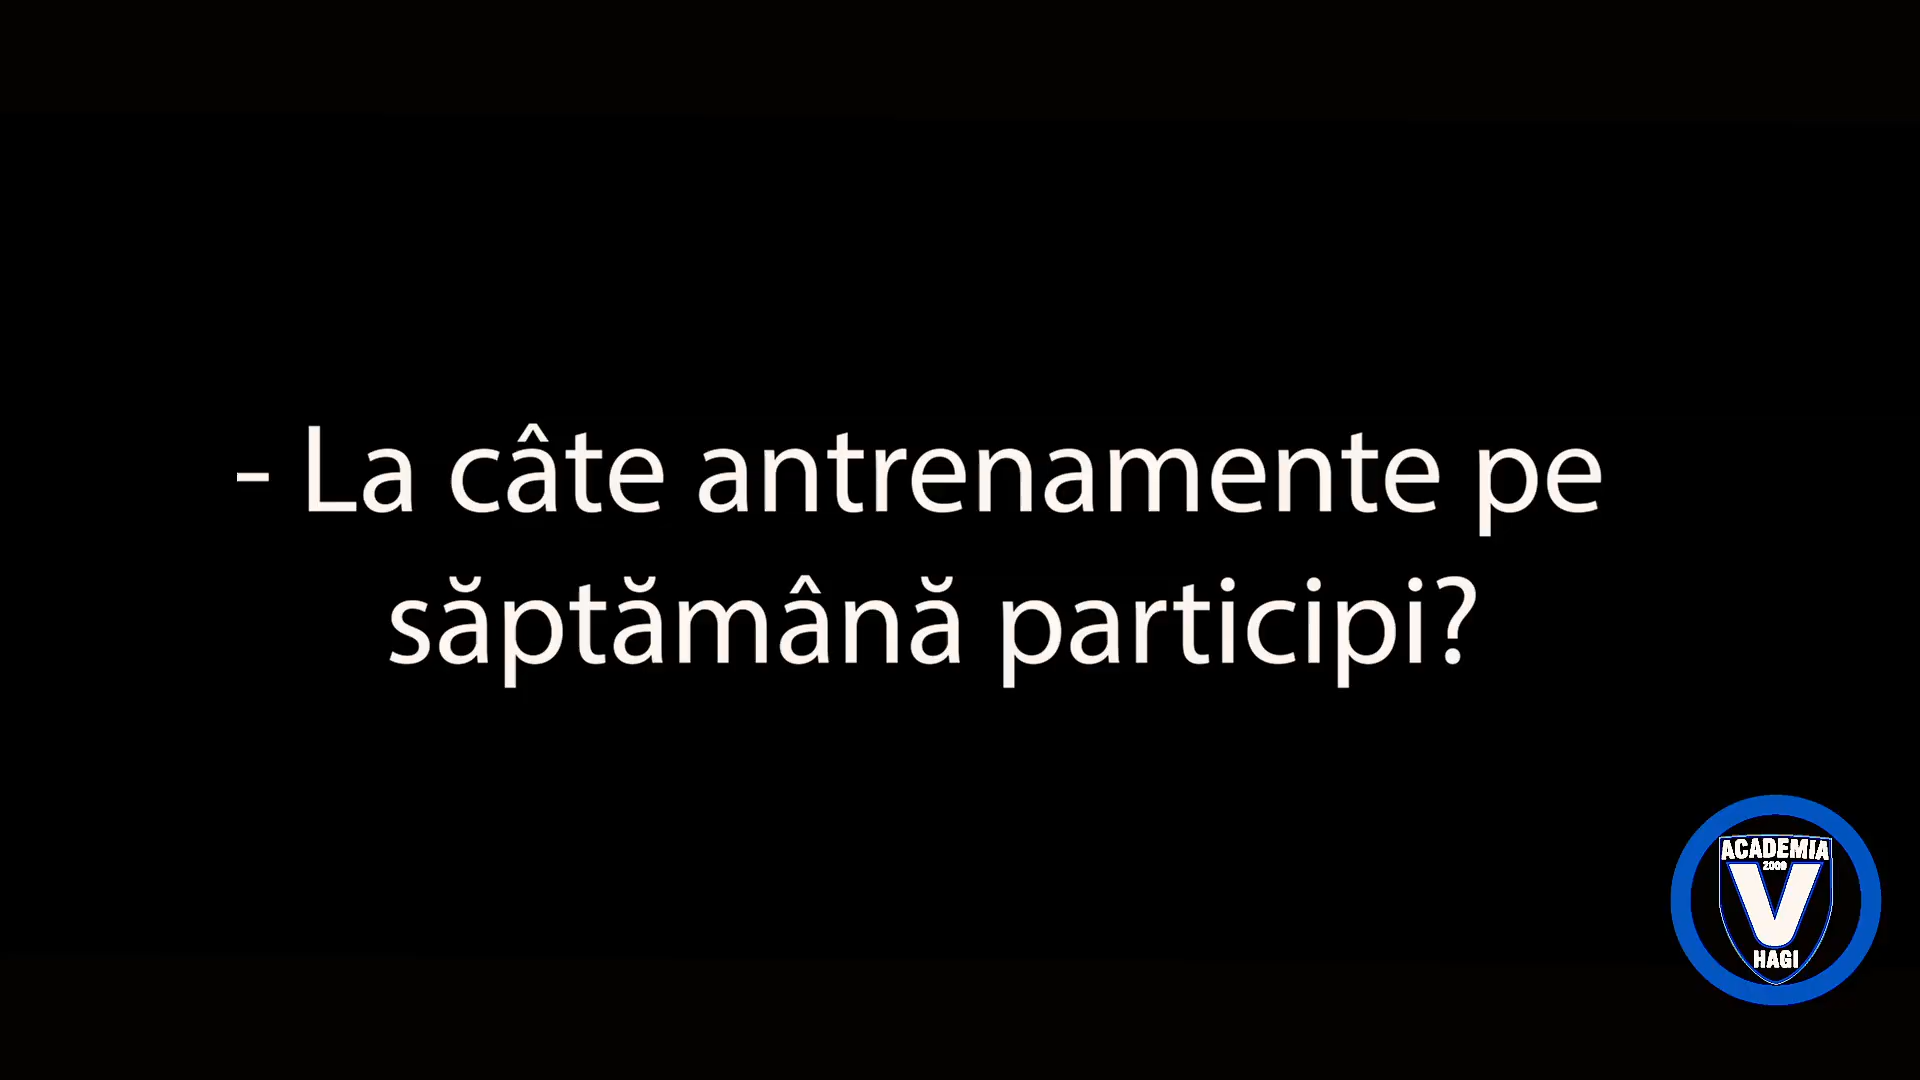 - La câte antrenamente pe
săptămână participi?
ACADEMIA
2009
V
HAGI